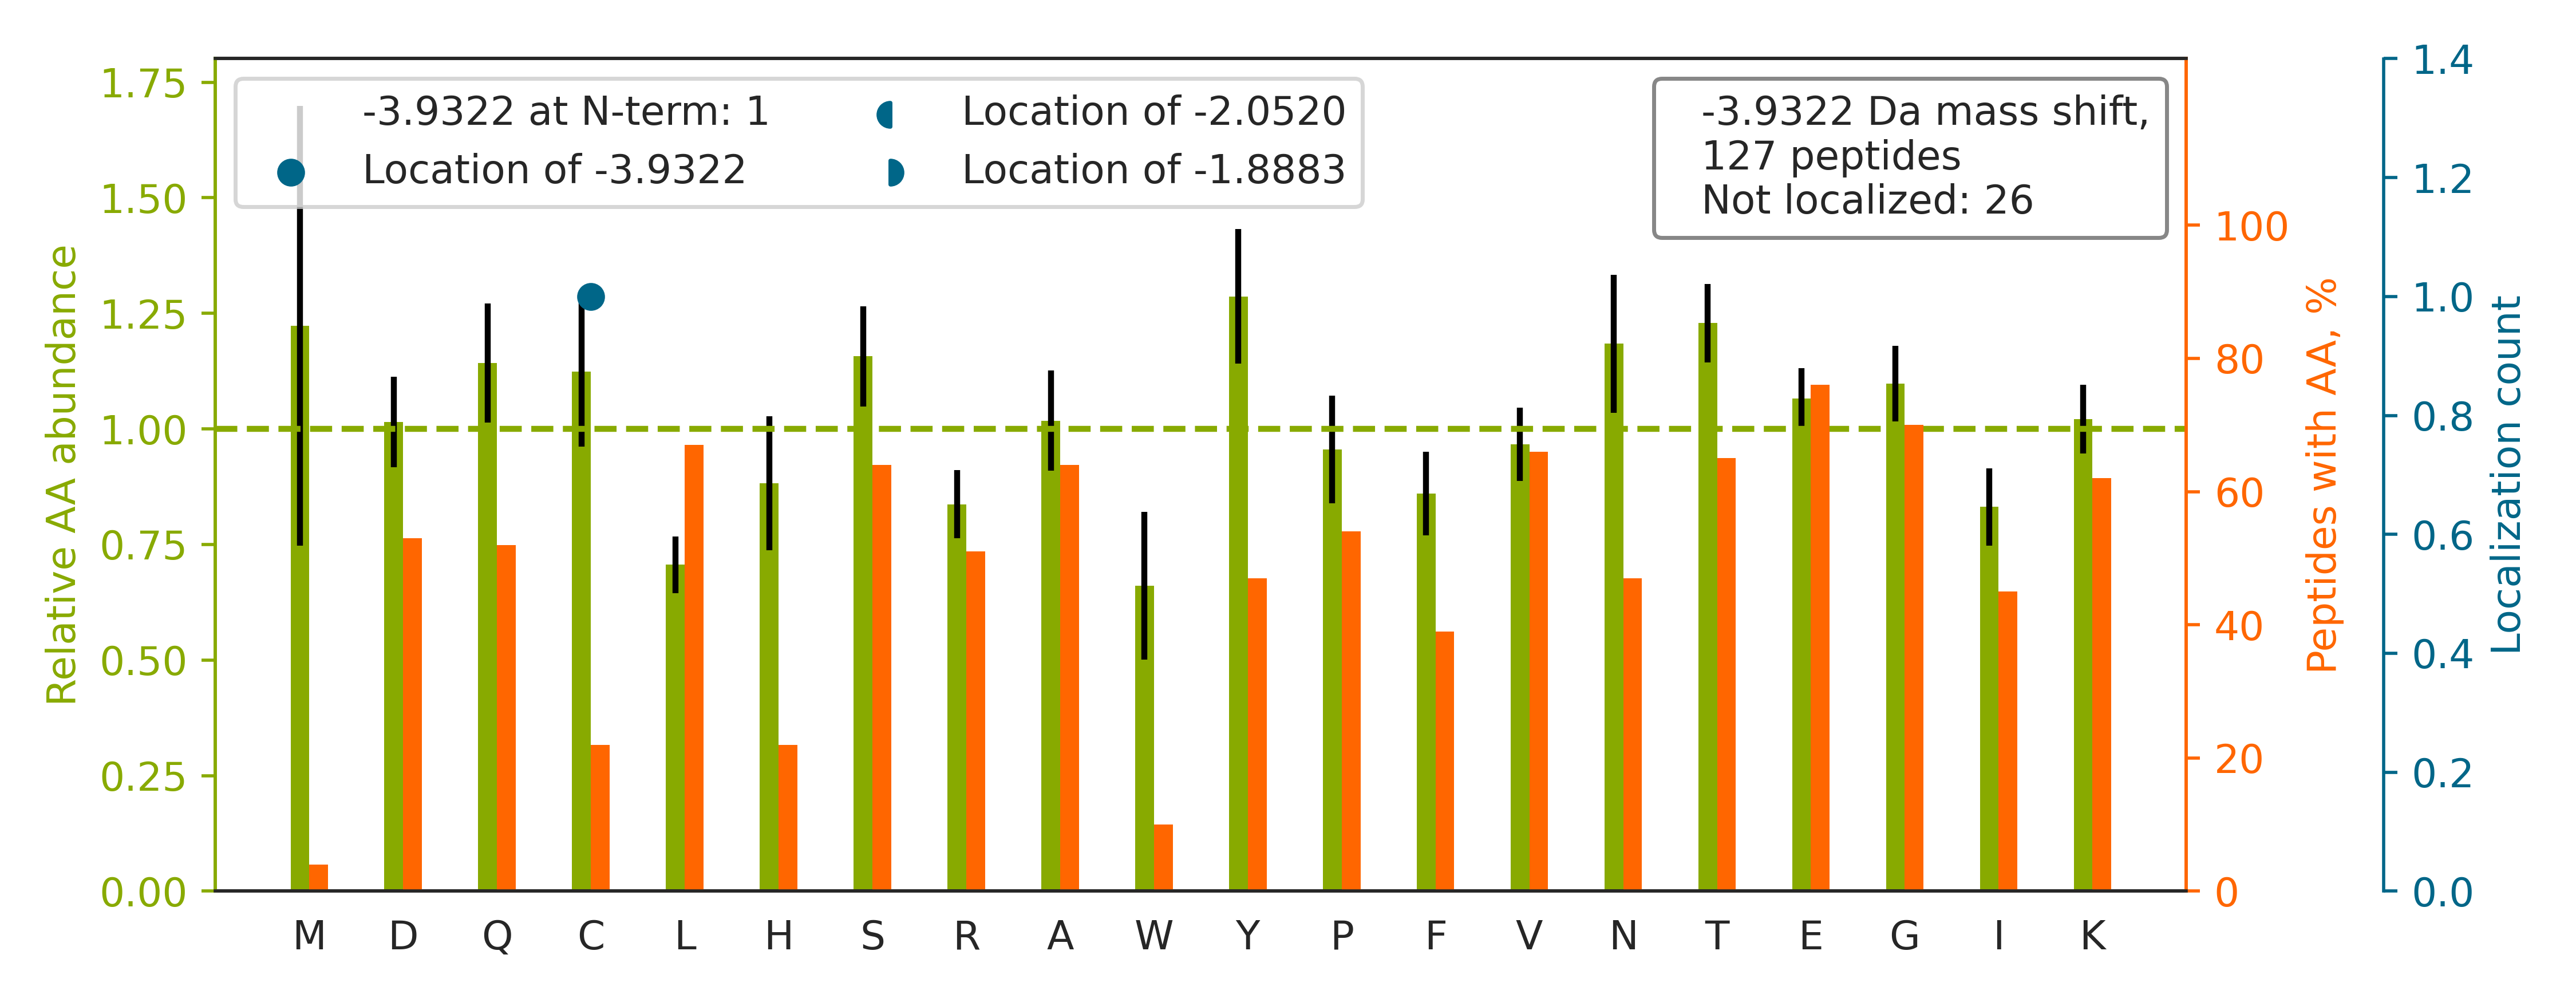 -3.9322 at N-term: 1
Location of -3.9322
Location of -2.0520
Location of -1.8883
-3.9322 Da mass shift,
127 peptides
Not localized: 26
Relative AA abundance
1.75
1.50
1.25
1.00
0.75
0.50
0.25
0.00
M D Q C L H S R A W Y P F V N T E G I K
100
80
60
40
20
0
Peptides with AA, %
1.4
1.2
1.0
0.8
0.6
0.4
0.2
0.0
Localization count